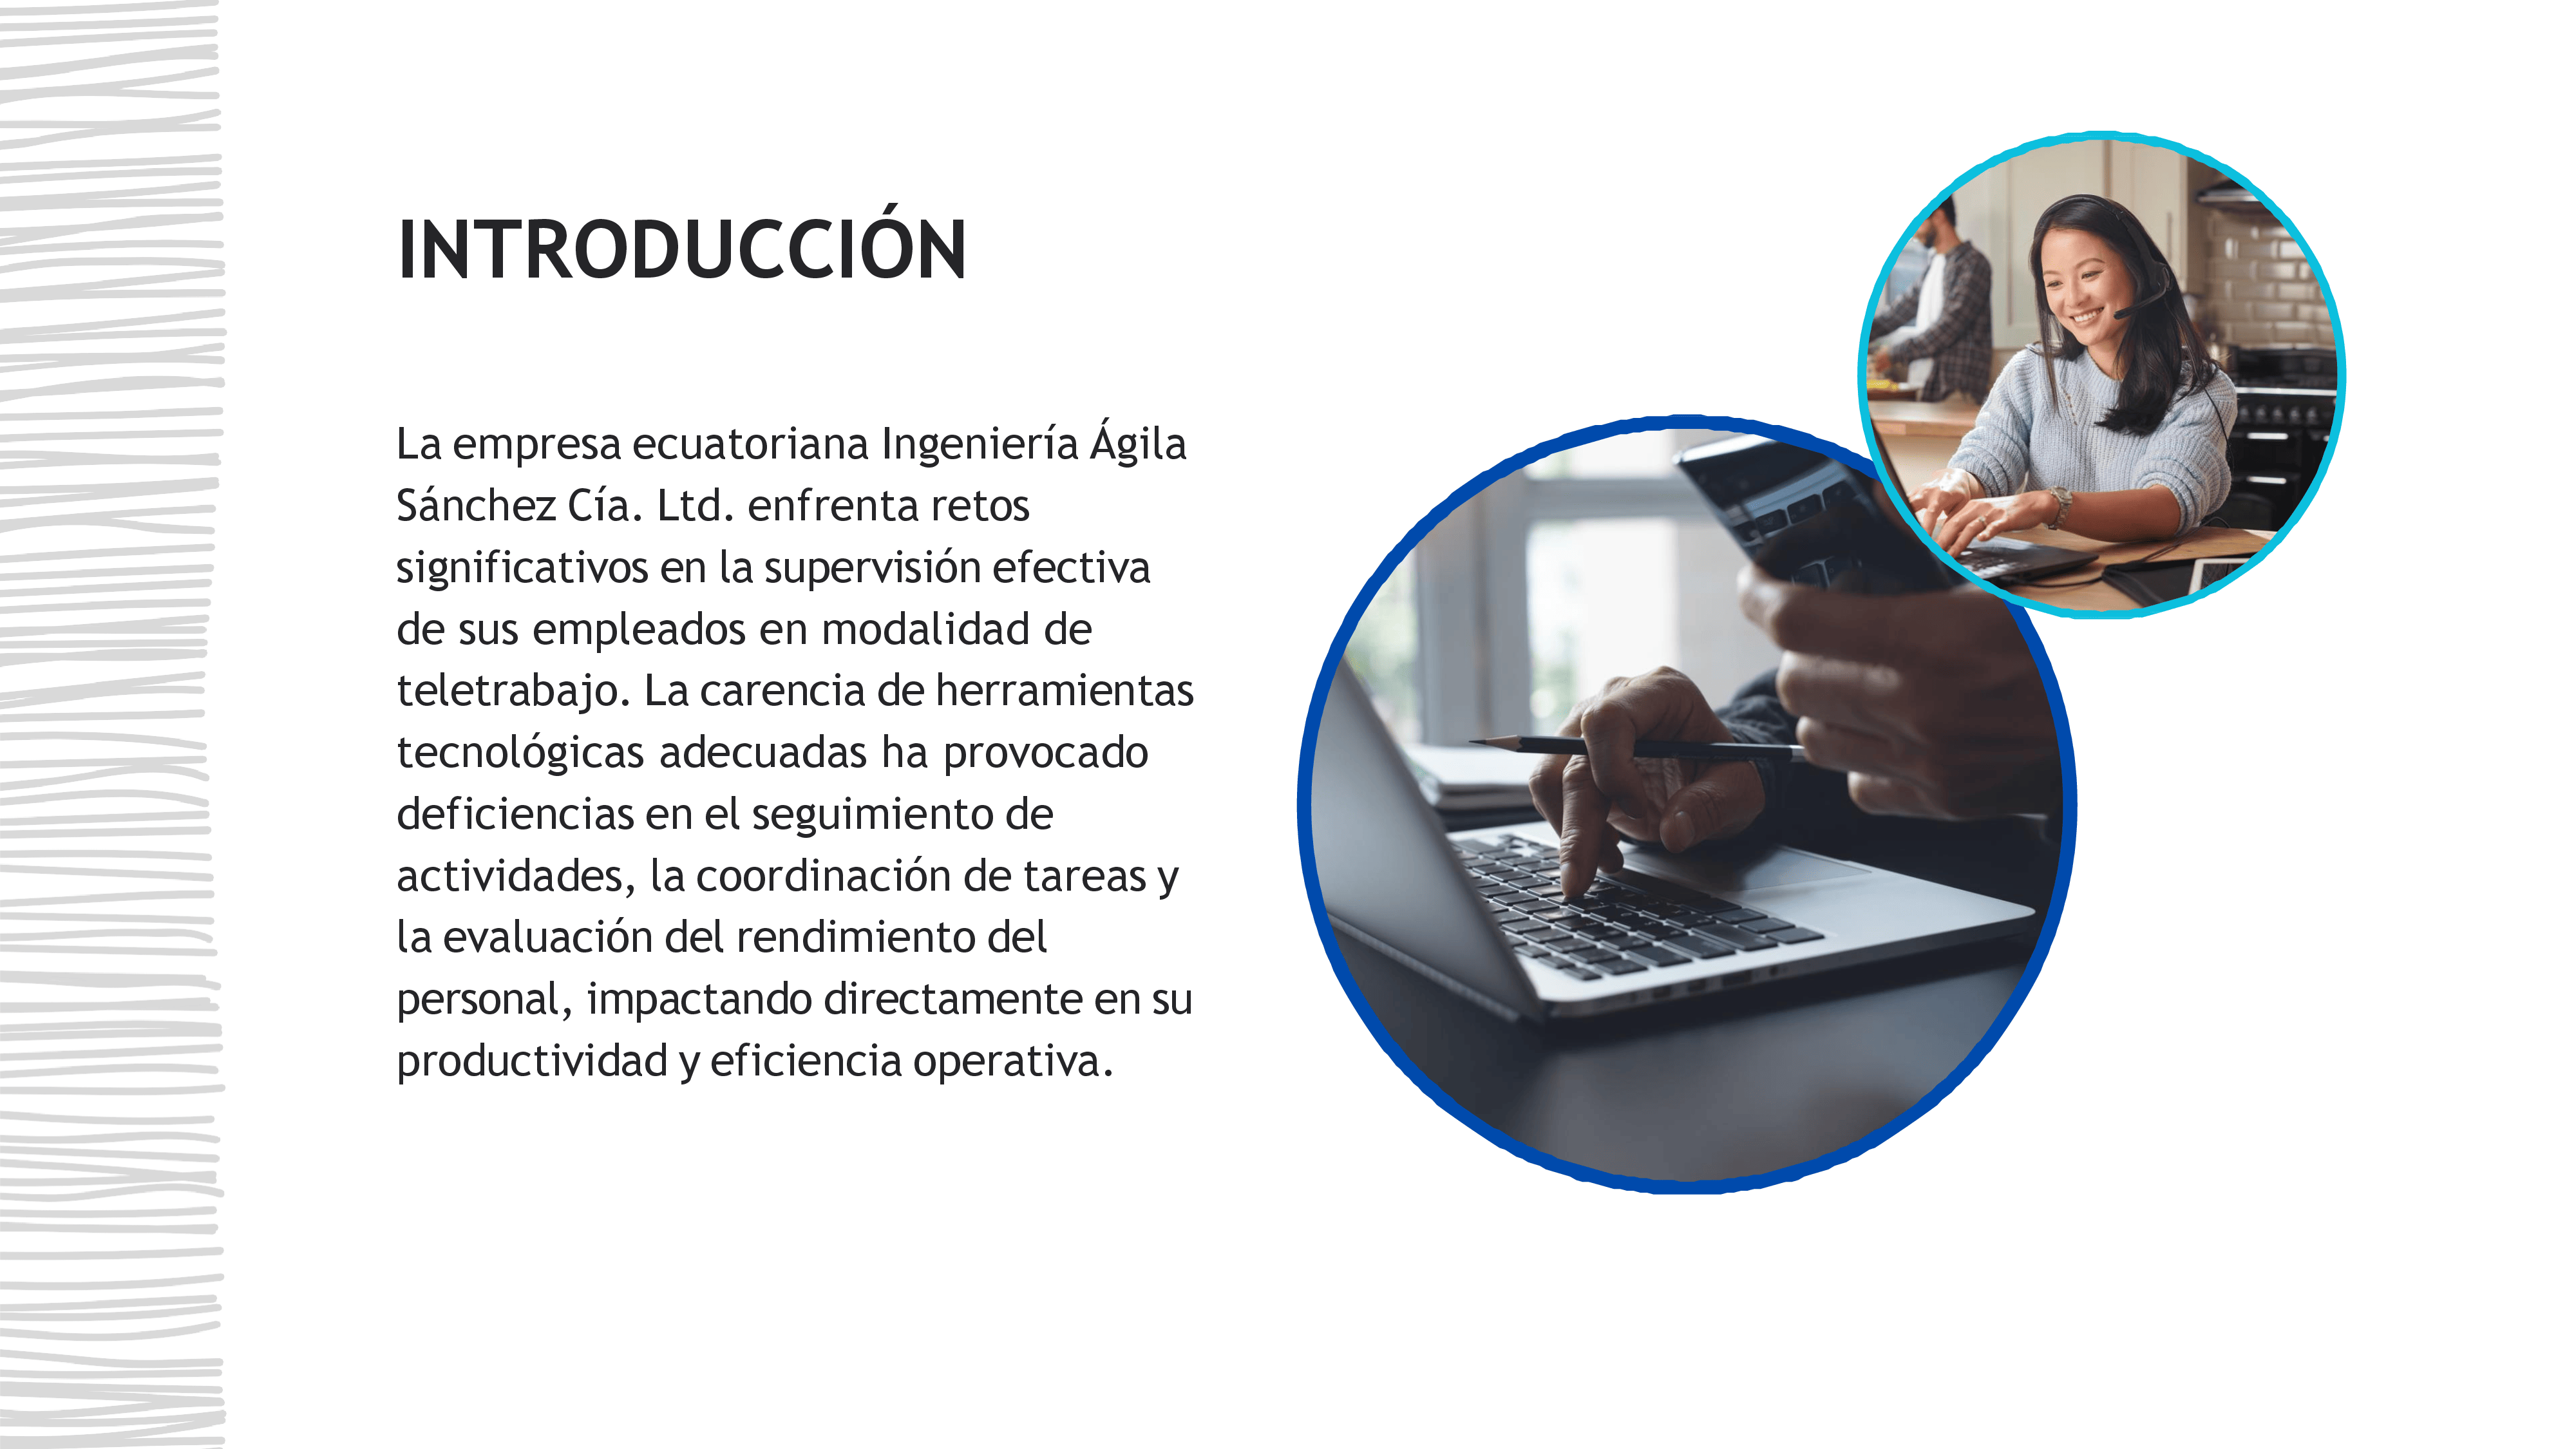 INTRODUCCIÓN
La empresa ecuatoriana Ingeniería Ágila
Sánchez Cía. Ltd. enfrenta retos
significativos en la supervisión efectiva
de sus empleados en modalidad de
teletrabajo. La carencia de herramientas
tecnológicas adecuadas ha provocado
deficiencias en el seguimiento de
actividades, la coordinación de tareas y
la evaluación del rendimiento del
personal, impactando directamente en su
productividad y eficiencia operativa.